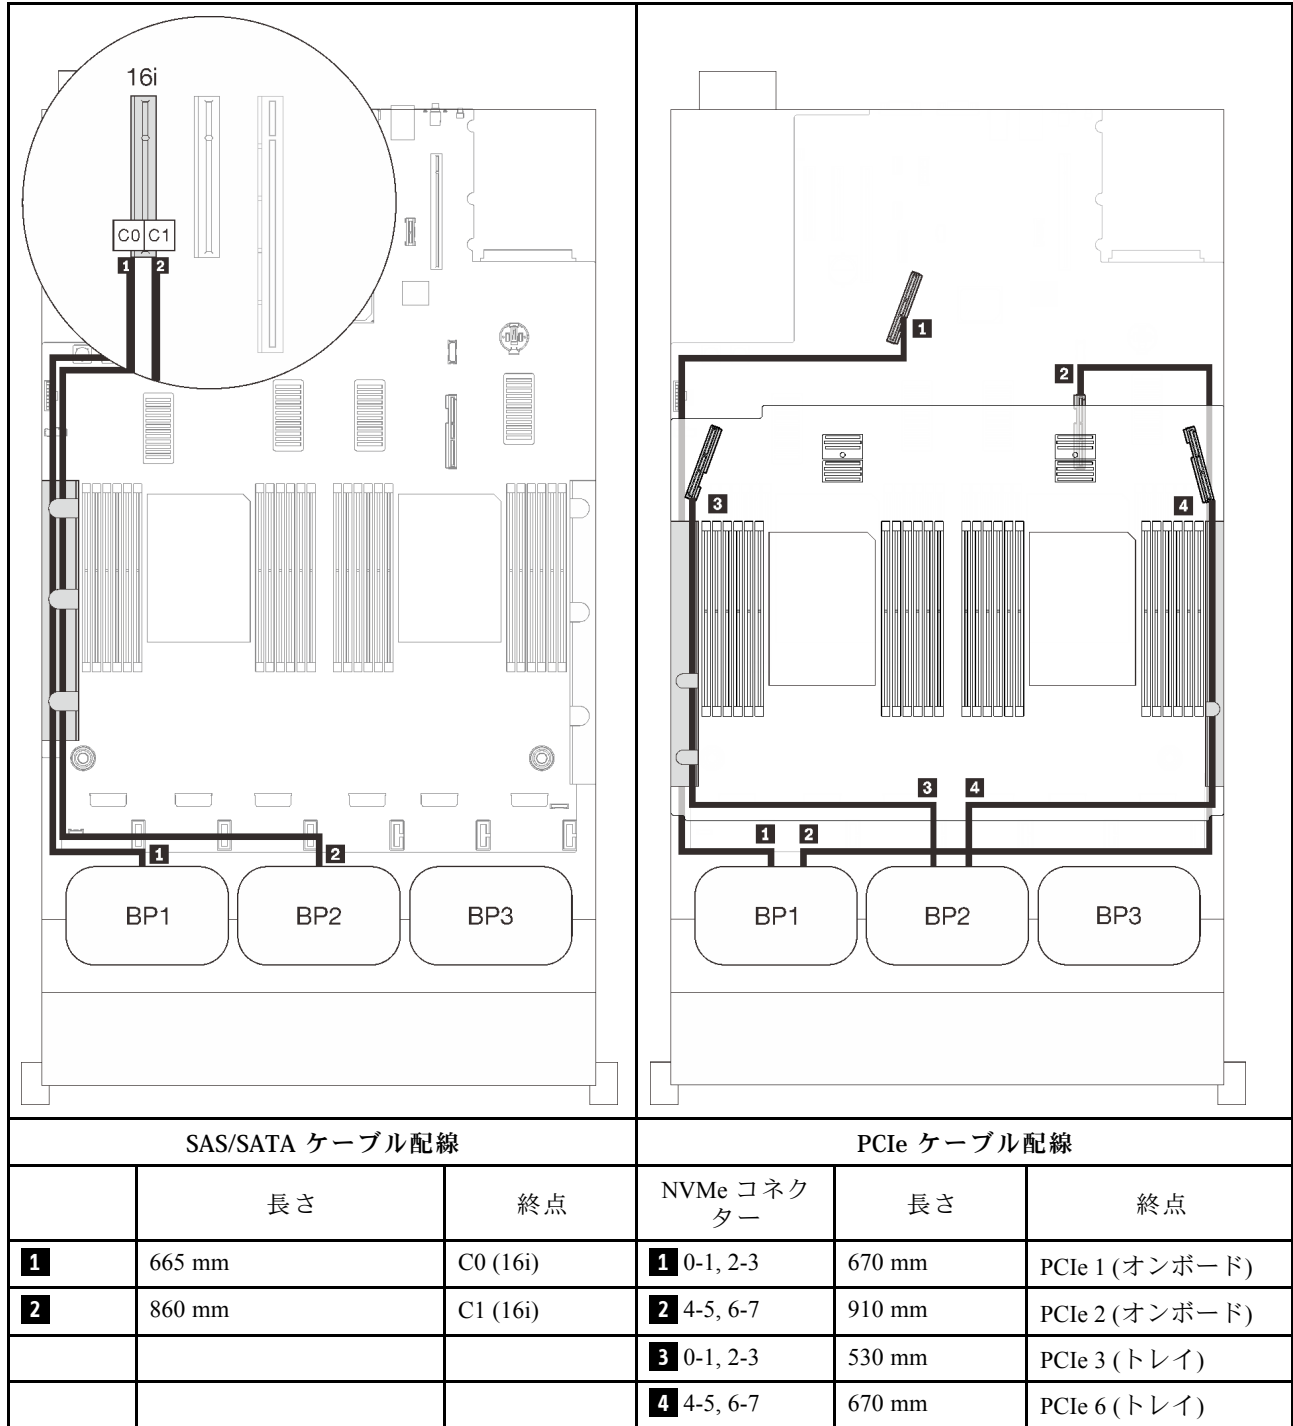 16i
C0 C1
1 2
1
2
BP1 BP2 BP3
1
2
3
4
3 4
1 2
BP1 BP2 BP3
SAS/SATA ケーブル配線
PCIe ケーブル配線
長さ
終点
NVMe コネク
ター
長さ
終点
1 665 mm C0 (16i) 1 0-1, 2-3 670 mm PCIe 1 (オンボード)
2 860 mm C1 (16i) 2 4-5, 6-7 910 mm PCIe 2 (オンボード)
3 0-1, 2-3 530 mm PCIe 3 (トレイ)
4 4-5, 6-7 670 mm PCIe 6 (トレイ)